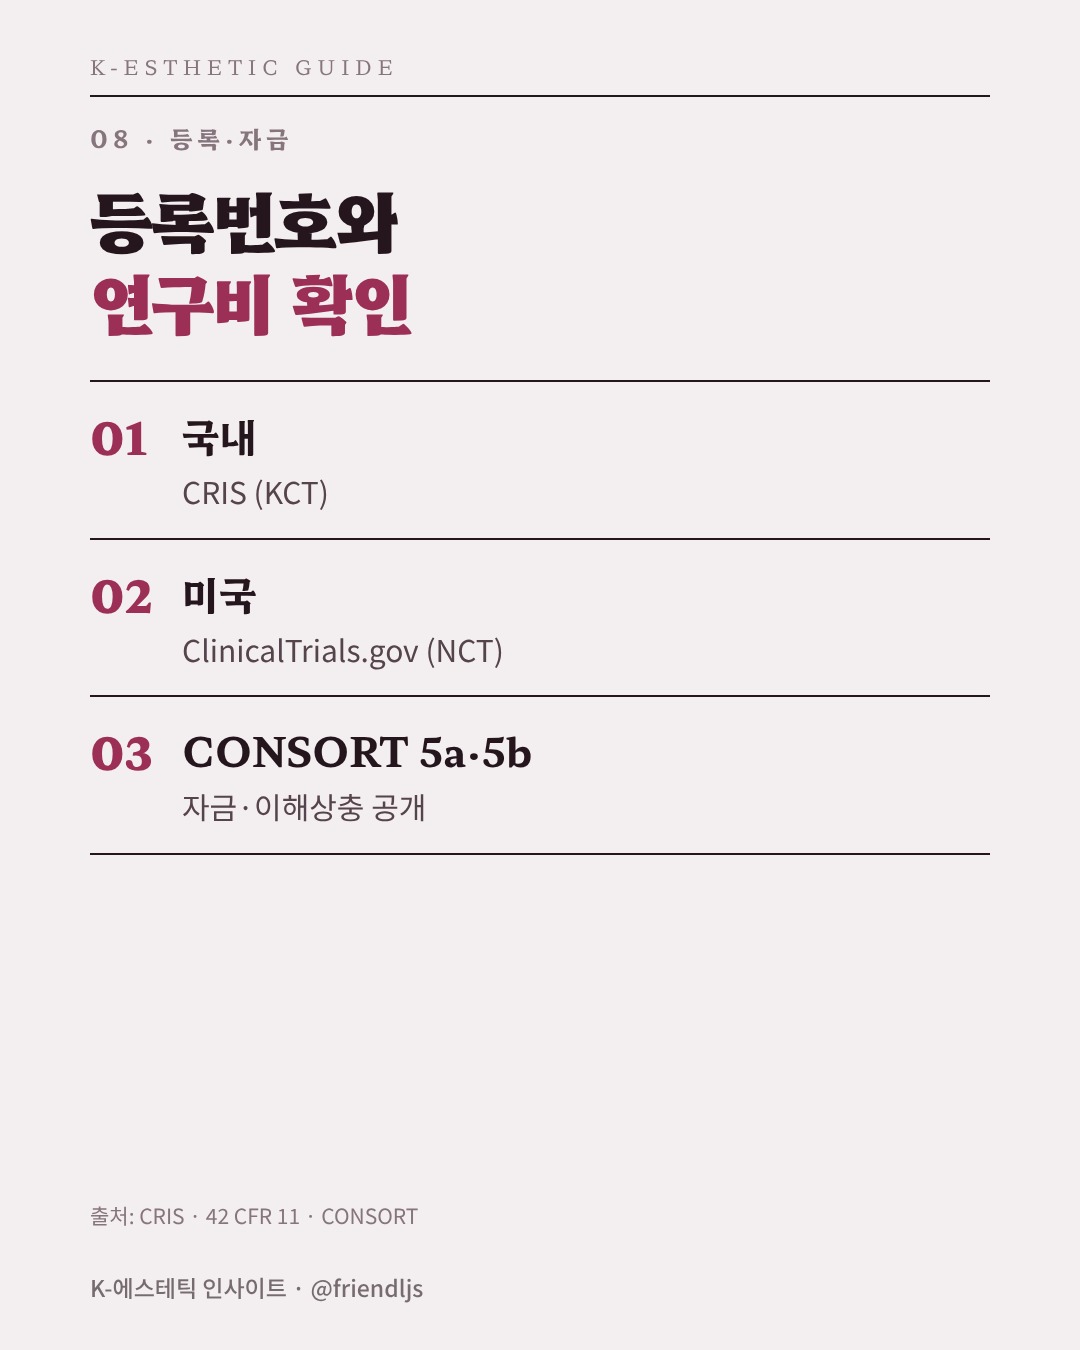 K-ESTHETIC GUIDE
08 · 등록·자금
등록번호와
연구비 확인
01 국내
CRIS (KCT)
02 미국
ClinicalTrials.gov (NCT)
03 CONSORT 5a·5b
자금·이해상충 공개
출처: CRIS · 42 CFR 11 · CONSORT
K-에스테틱 인사이트 · @friendljs